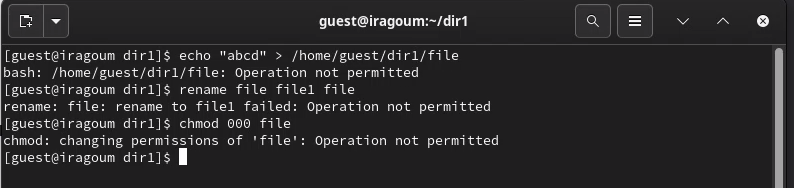 guest@iragoum:~/dir1
[guest@iragoum dir1]$ echo "abcd" > /home/guest/dir1/file
bash: /home/guest/dir1/file: Operation not permitted
[guest@iragoum dir1]$ rename file file1 file
rename: file: rename to file1 failed: Operation not permitted
[guest@iragoum dir1]$ chmod 000 file
chmod: changing permissions of 'file': Operation not permitted
[guest@iragoum dir1]$